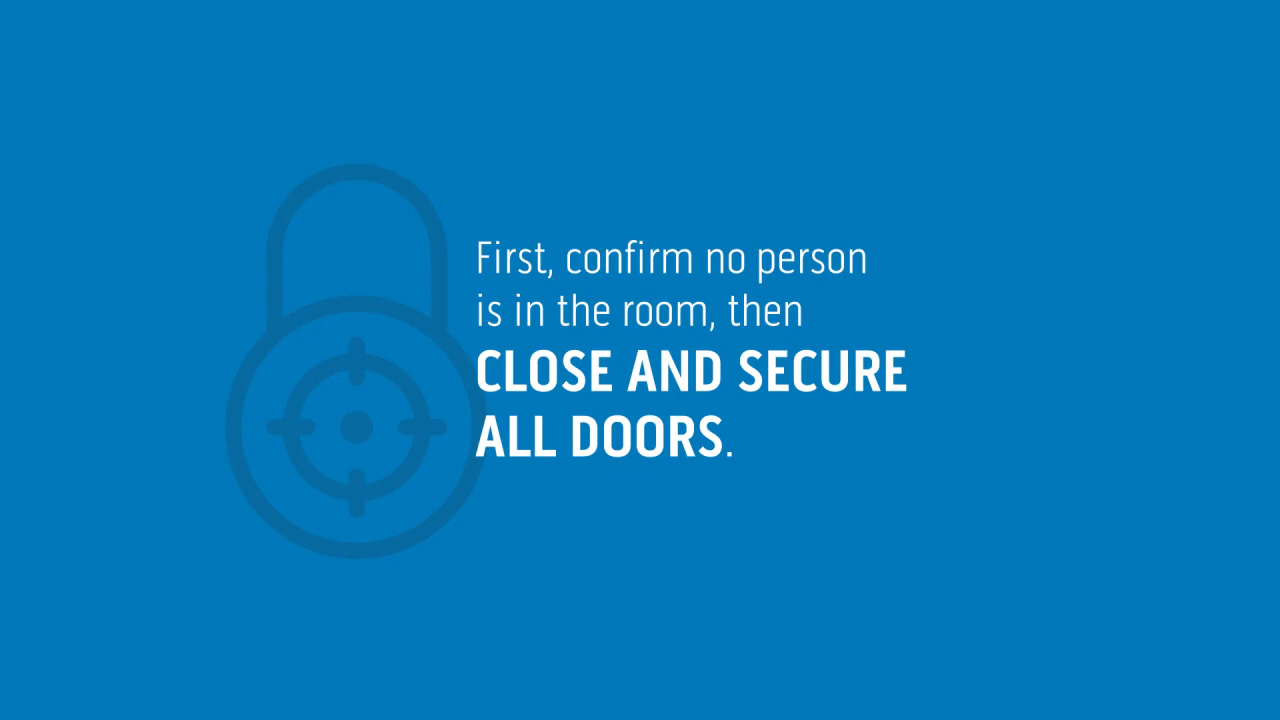 First, confirm no person
is in the room, then
CLOSE AND SECURE
ALL DOORS.